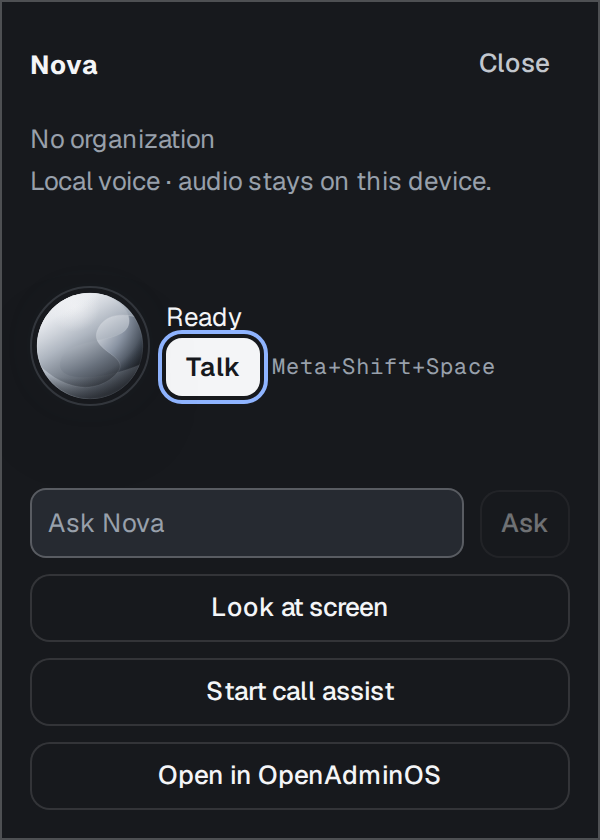 Nova
Close
No organization
Local voice · audio stays on this device.
Ready
Talk
Meta+Shift+Space
Ask Nova
Ask
Look at screen
Start call assist
Open in OpenAdminOS